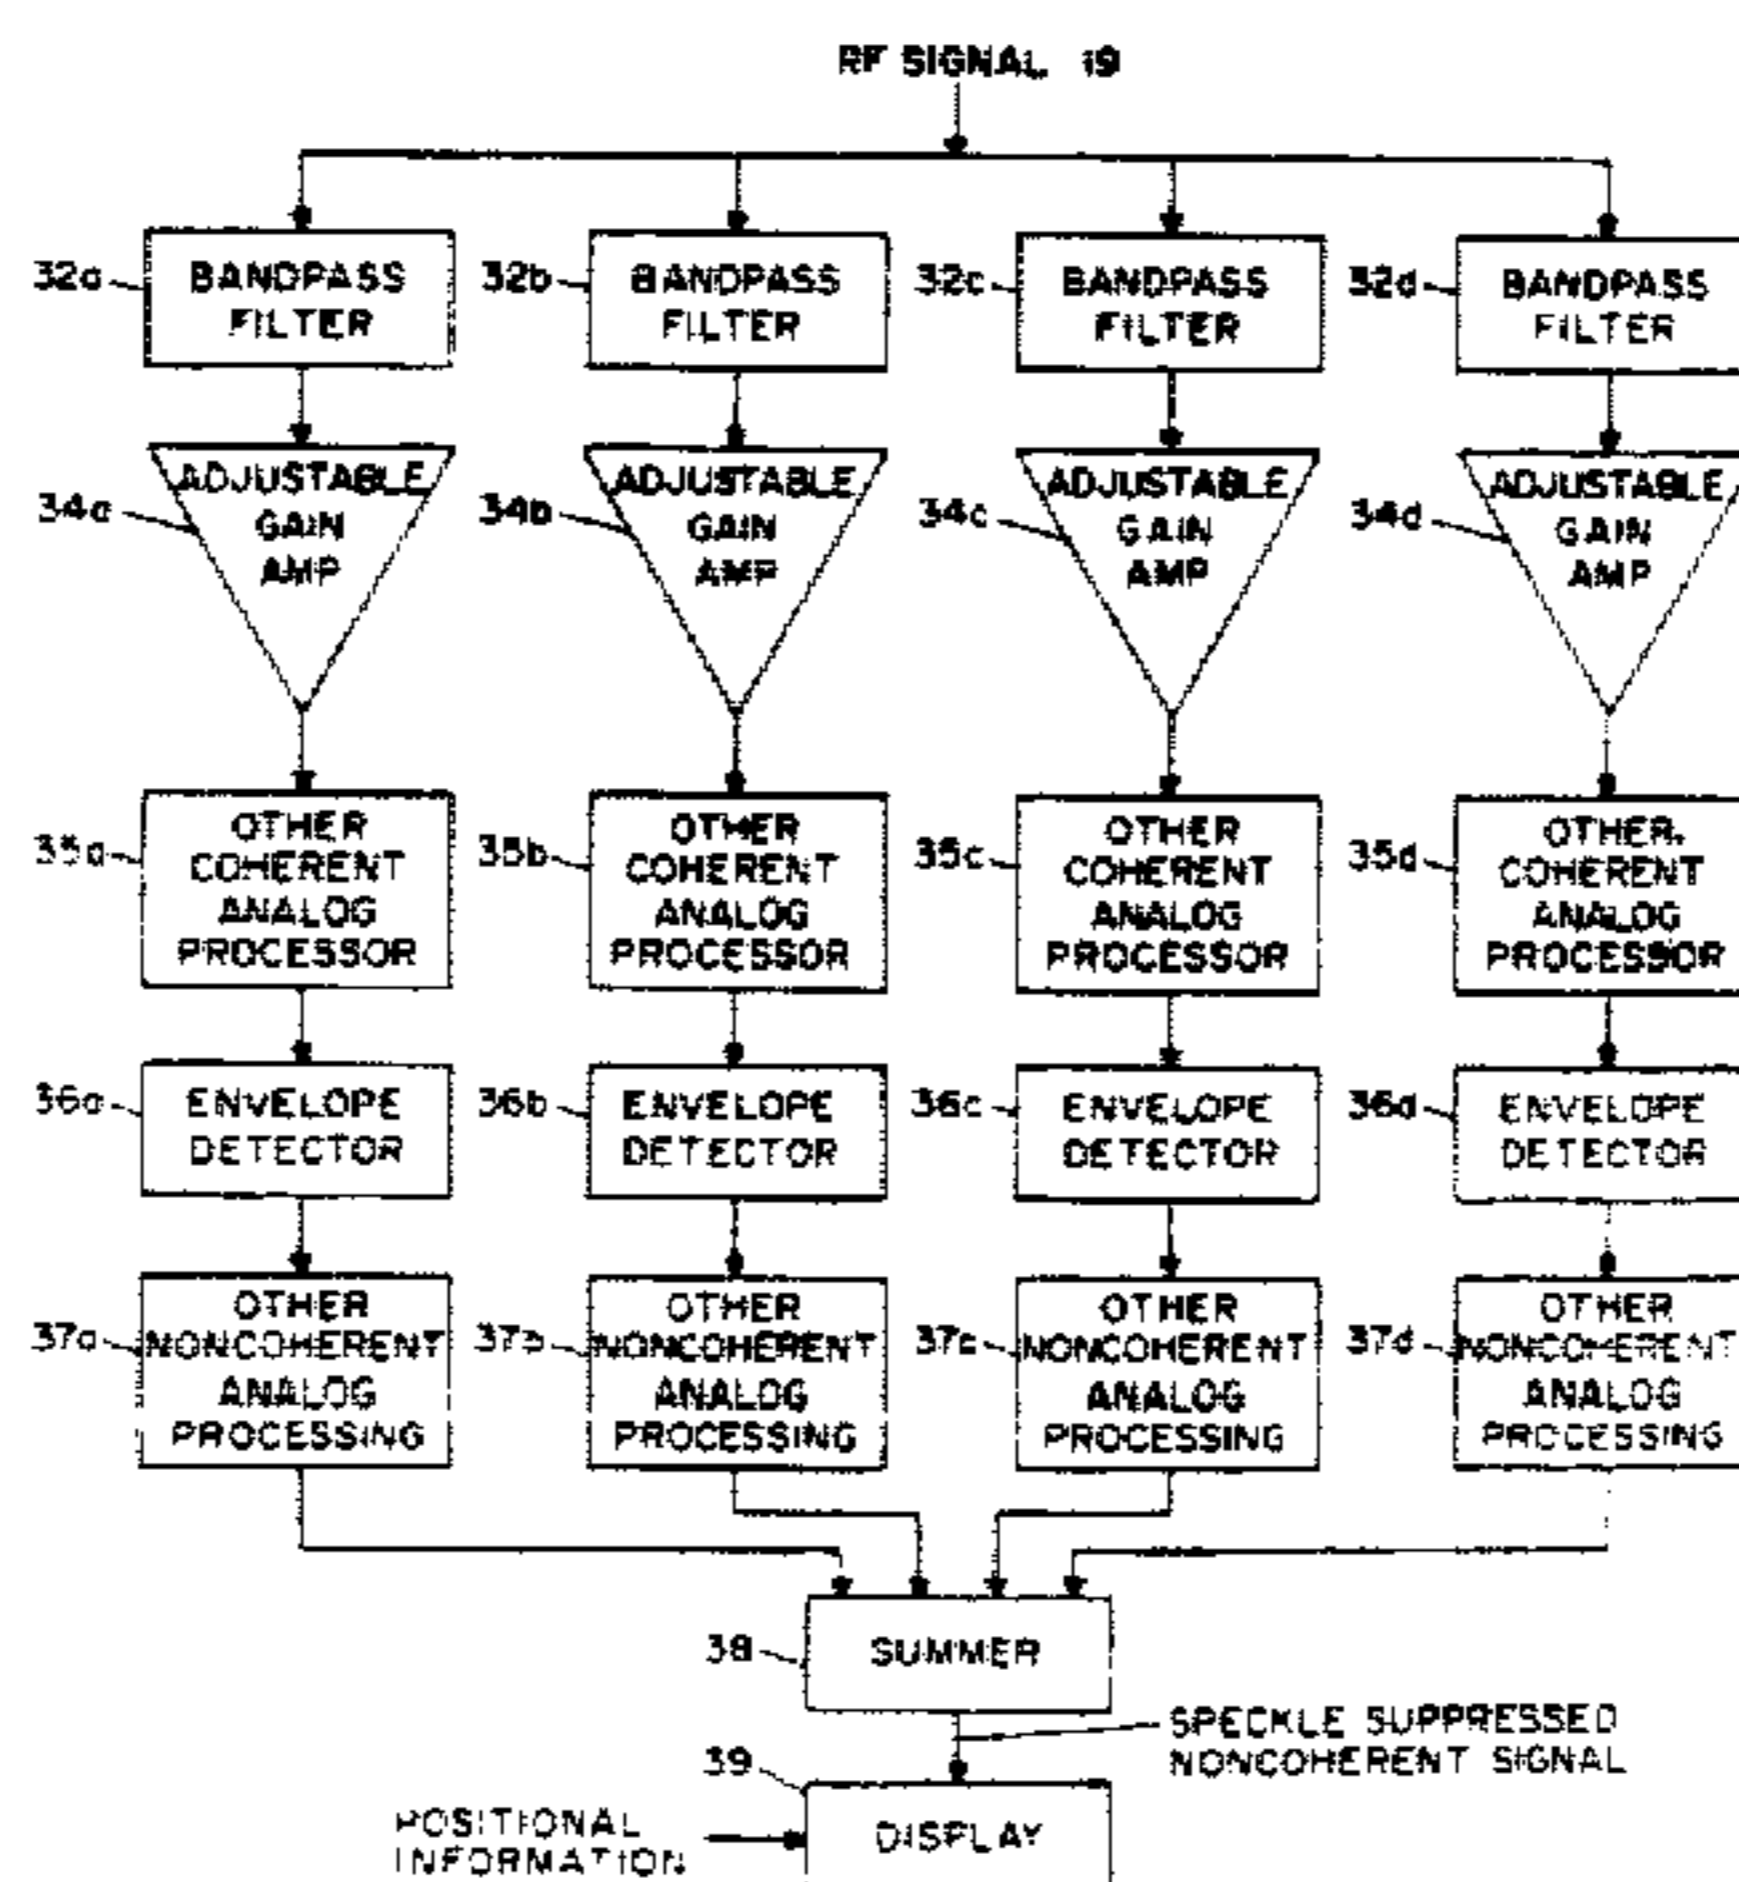 RF SIGNAL 19
32a BANDPASS FILTER
32b BANDPASS FILTER
32c BANDPASS FILTER
32d BANDPASS FILTER
34a ADJUSTABLE GAIN AMP
34b ADJUSTABLE GAIN AMP
34c ADJUSTABLE GAIN AMP
34d ADJUSTABLE GAIN AMP
35a OTHER COHERENT ANALOG PROCESSOR
35b OTHER COHERENT ANALOG PROCESSOR
35c OTHER COHERENT ANALOG PROCESSOR
35d OTHER COHERENT ANALOG PROCESSOR
36a ENVELOPE DETECTOR
36b ENVELOPE DETECTOR
36c ENVELOPE DETECTOR
36d ENVELOPE DETECTOR
37a OTHER NONCOHERENT ANALOG PROCESSING
37b OTHER NONCOHERENT ANALOG PROCESSING
37c OTHER NONCOHERENT ANALOG PROCESSING
37d OTHER NONCOHERENT ANALOG PROCESSING
38 SUMMER
SPECKLE SUPPRESSED
NONCOHERENT SIGNAL
39 DISPLAY
POSITIONAL
INFORMATION